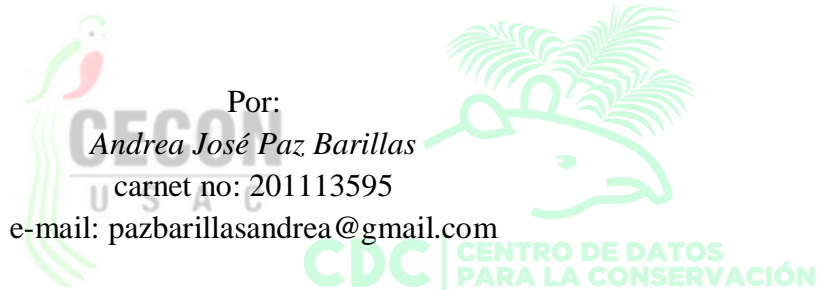 Por:
Andrea José Paz Barillas
CECON
carnet no: 201113595
USAC
e-mail: pazbarillasandrea@gmail.com
CDC CENTRO DE DATOS
PARA LA CONSERVACIÓN